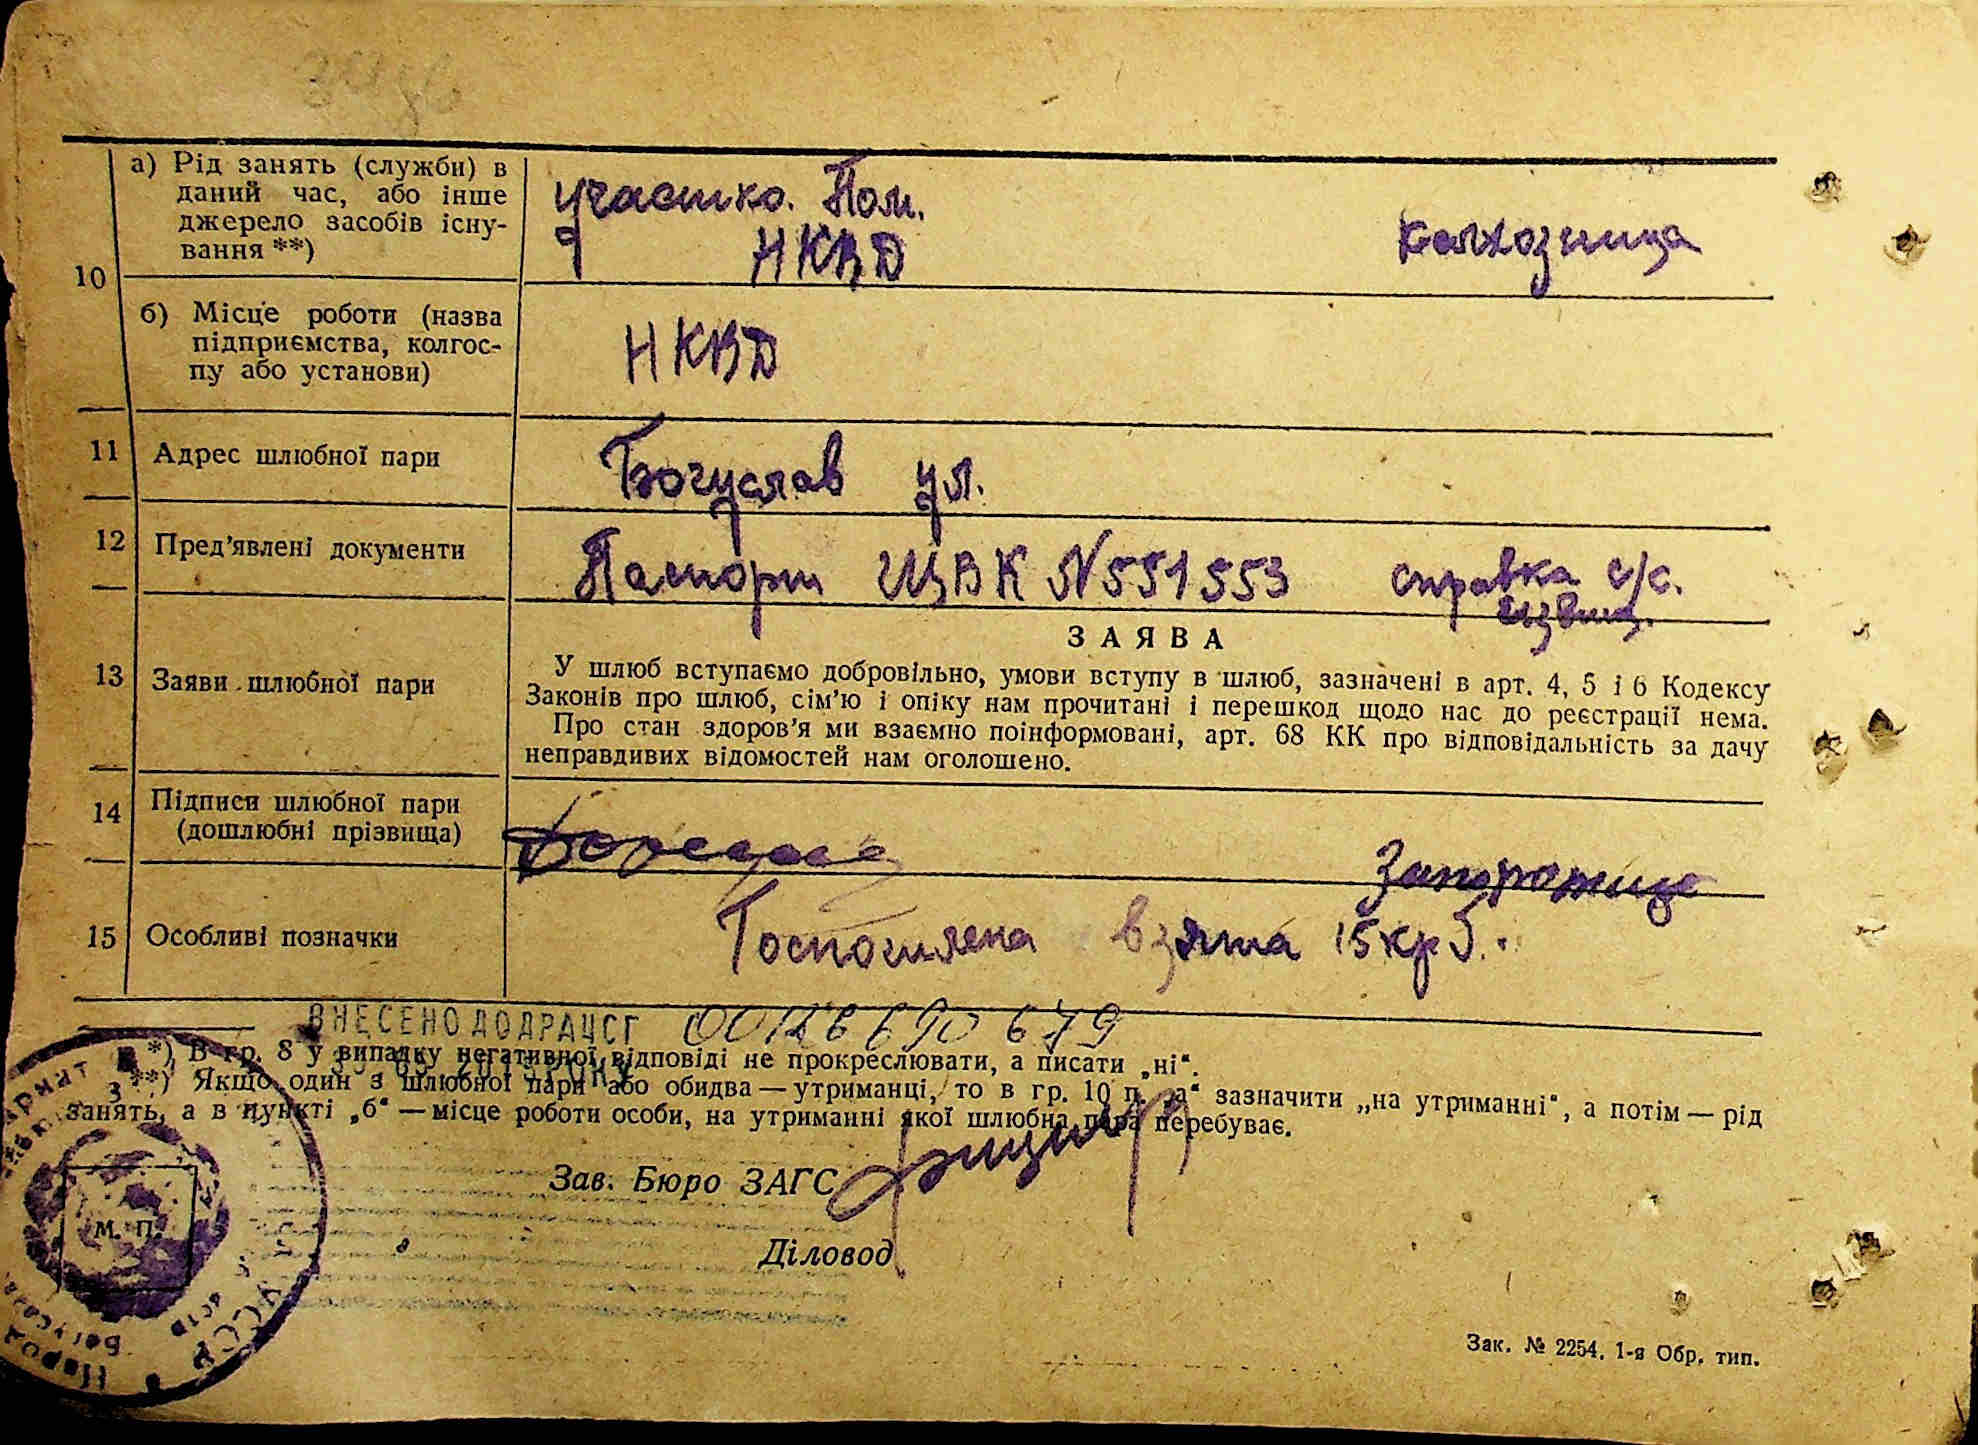 а) Рід занять (служби) в
даний час, або інше
джерело засобів існу-
вання **)
участко. Пом.
НКВД
колхозница
10
б) Місце роботи (назва
підприємства, колгос-
пу або установи)
НКВД
11 Адрес шлюбної пари
Богуслав ул.
12 Пред’явлені документи
Паспорт ЩВК N551553 справка с/с.
13 Заяви шлюбної пари
ЗАЯВА
У шлюб вступаємо добровільно, умови вступу в шлюб, зазначені в арт. 4, 5 і 6 Кодексу
Законів про шлюб, сім’ю і опіку нам прочитані і перешкод щодо нас до реєстрації нема.
Про стан здоров’я ми взаємно поінформовані, арт. 68 КК про відповідальність за дачу
неправдивих відомостей нам оголошено.
14 Підписи шлюбної пари
(дошлюбні прізвища)
15 Особливі позначки
Госпошлена взята 15 крб.
ВНЕСЕНО ДО ДРАЦСГ 00126690679
*) В гр. 8 у випадку негативної відповіді не прокреслювати, а писати „ні“.
**) Якщо один з шлюбної пари або обидва — утриманці, то в гр. 10 п. „а“ зазначити „на утриманні“, а потім — рід
занять, а в пункті „б“ — місце роботи особи, на утриманні якої шлюбна пара перебуває.
Зав. Бюро ЗАГС
М. П.
Діловод
УССР
Зак. № 2254. 1-я Обр. тип.